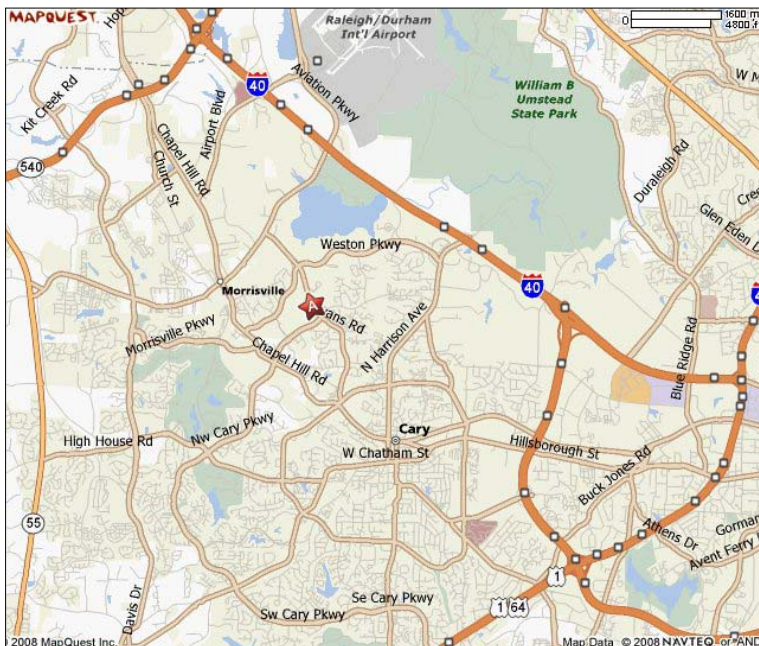 MAPQUEST.
Raleigh/Durham
Int'l Airport
0
1600 m
4800 ft
Kit Creek Rd
Aviation Pkwy
Airport Blvd
40
William B
Umstead
State Park
540
Chapel Hill Rd
Church St
Duraleigh Rd
Glen Eden
Weston Pkwy
Morrisville
A
40
N Harrison Ave
Morrisville Pkwy
Chapel Hill Rd
Blue Ridge Rd
High House Rd
Nw Cary Pkwy
Cary
W Chatham St
Hillsborough St
Buck Jones Rd
55
Athens Dr
Gorman
Avent Ferry
1
1 64
Davis Dr
Se Cary Pkwy
Sw Cary Pkwy
2008 MapQuest Inc.
Map Data © 2008 NAVTEQ or AND